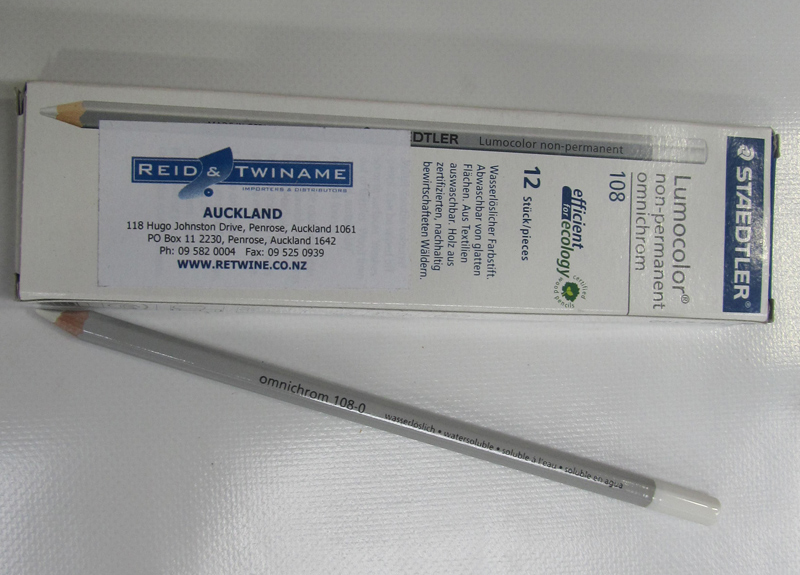 STAEDTLER®
Lumocolor®
non-permanent
omnichrom
108
efficient
for ecology
certified
wood pencils
12 Stück/pieces
Wasserlöslicher Farbstift.
Abwaschbar von glatten
Flächen. Aus Textilien
auswaschbar. Holz aus
zertifizierten, nachhaltig
bewirtschafteten Wäldern.
DTLER Lumocolor non-permanent
REID & TWINAME
IMPORTERS & DISTRIBUTORS
AUCKLAND
118 Hugo Johnston Drive, Penrose, Auckland 1061
PO Box 11 2230, Penrose, Auckland 1642
Ph: 09 582 0004 Fax: 09 525 0939
WWW.RETWINE.CO.NZ
omnichrom 108-0 wasserlöslich • watersoluble • soluble à l'eau • soluble en agua